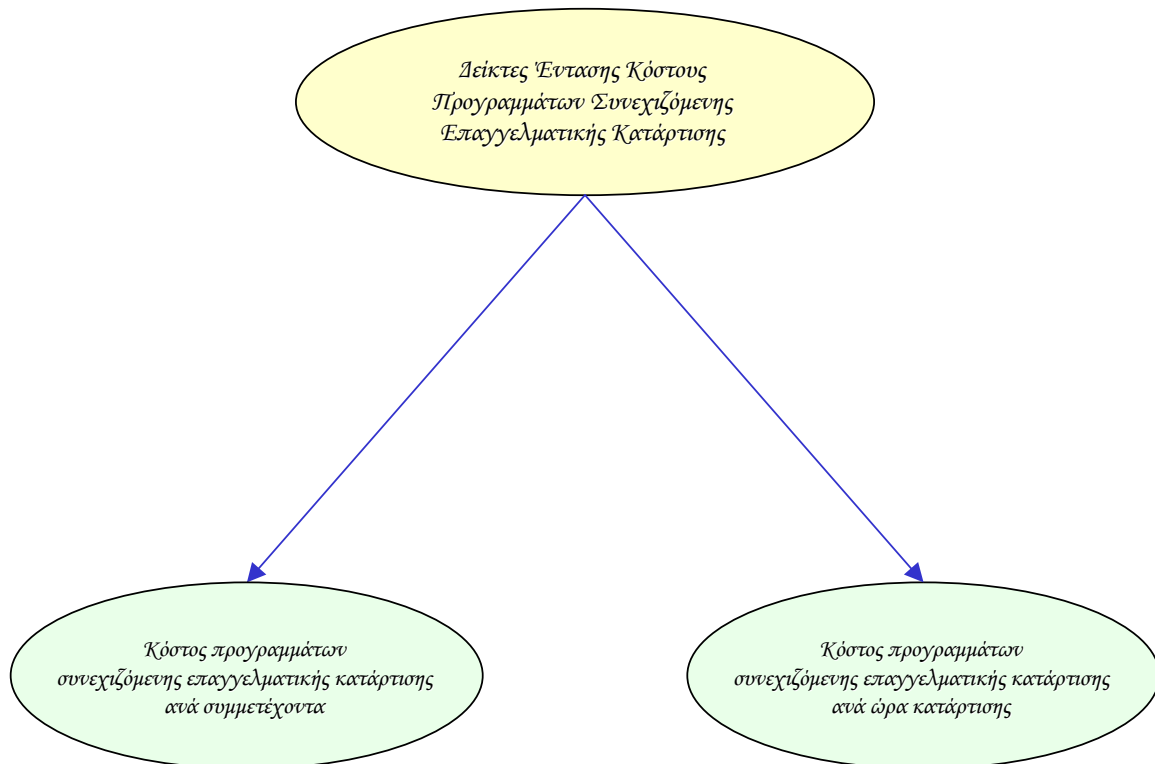 Δείκτες Έντασης Κόστους
Προγραμμάτων Συνεχιζόμενης
Επαγγελματικής Κατάρτισης
Κόστος προγραμμάτων
συνεχιζόμενης επαγγελματικής κατάρτισης
ανά συμμετέχοντα
Κόστος προγραμμάτων
συνεχιζόμενης επαγγελματικής κατάρτισης
ανά ώρα κατάρτισης